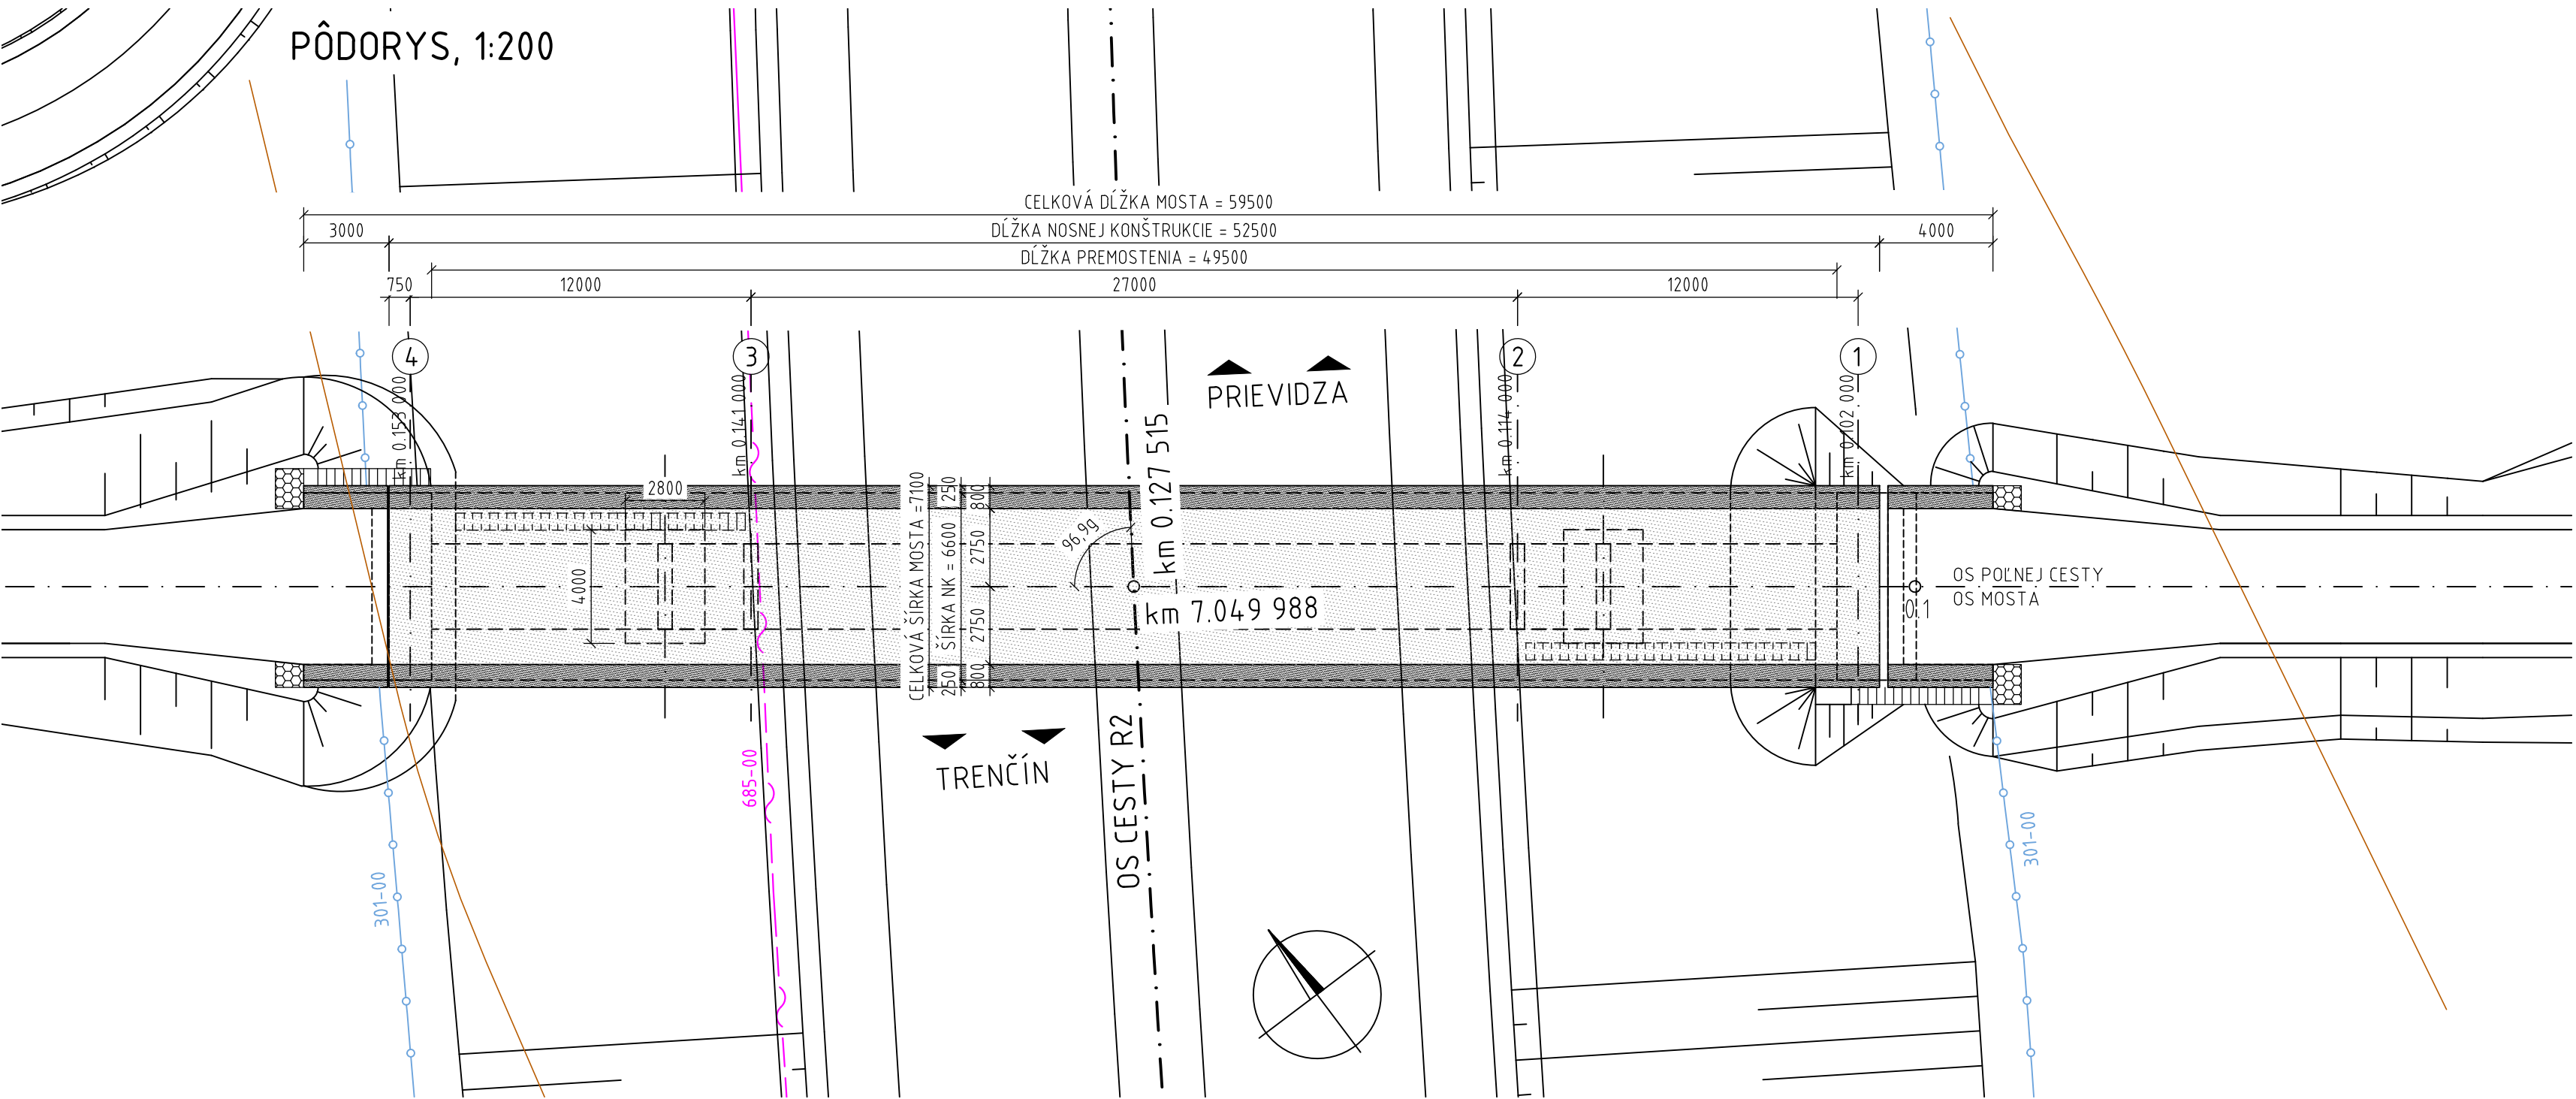 PÔDORYS, 1:200
CELKOVÁ DĹŽKA MOSTA = 59500
3000
DĹŽKA NOSNEJ KONŠTRUKCIE = 52500
4000
DĹŽKA PREMOSTENIA = 49500
750
12000
27000
12000
4
3
2
1
km 0.153 000
km 0.141 000
km 0.114 000
km 0.102 000
PRIEVIDZA
km 0.127 515
2800
4000
CELKOVÁ ŠÍRKA MOSTA =7100
250
ŠÍRKA NK = 6600
250
800
2750
2750
800
96.9g
km 7.049 988
OS POĽNEJ CESTY
OS MOSTA
0.1
TRENČÍN
OS CESTY R2
685-00
301-00
301-00